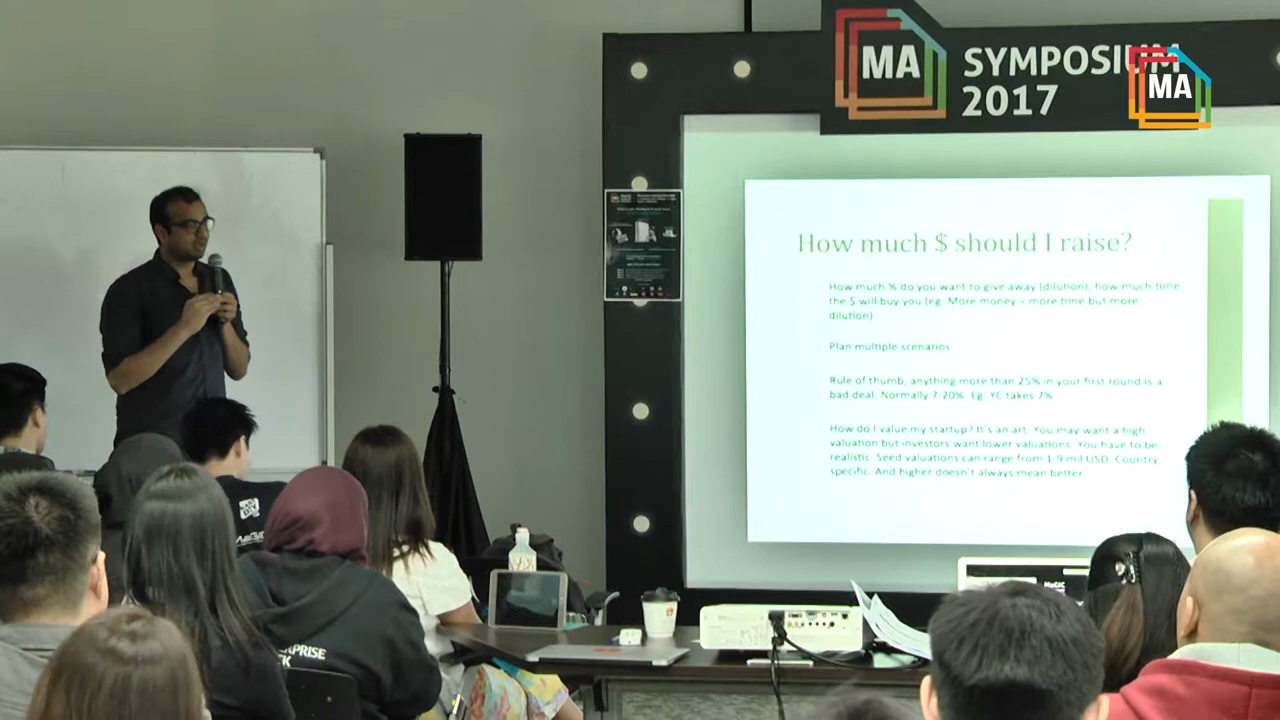 MA
SYMPOSIUM
2017
MA
How much $ should I raise?
How much % do you want to give away (dilution), how much time
the $ will buy you (eg. More money = more time but more
dilution)
Plan multiple scenarios
Rule of thumb, anything more than 25% in your first round is a
bad deal. Normally 7-20%. Eg. YC takes 7%
How do I value my startup? It's an art. You may want a high
valuation but investors want lower valuations. You have to be
realistic. Seed valuations can range from 1-9 mil USD. Country
specific. And higher doesn't always mean better
MaGIC